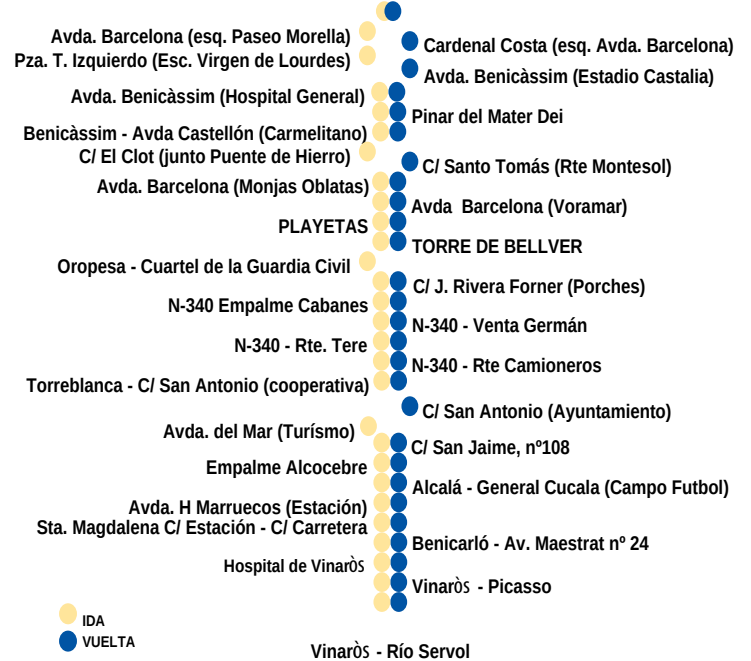 Avda. Barcelona (esq. Paseo Morella)
Cardenal Costa (esq. Avda. Barcelona)
Pza. T. Izquierdo (Esc. Virgen de Lourdes)
Avda. Benicàssim (Estadio Castalia)
Avda. Benicàssim (Hospital General)
Pinar del Mater Dei
Benicàssim - Avda Castellón (Carmelitano)
C/ El Clot (junto Puente de Hierro)
C/ Santo Tomás (Rte Montesol)
Avda. Barcelona (Monjas Oblatas)
Avda Barcelona (Voramar)
PLAYETAS
TORRE DE BELLVER
Oropesa - Cuartel de la Guardia Civil
C/ J. Rivera Forner (Porches)
N-340 Empalme Cabanes
N-340 - Venta Germán
N-340 - Rte. Tere
N-340 - Rte Camioneros
Torreblanca - C/ San Antonio (cooperativa)
C/ San Antonio (Ayuntamiento)
Avda. del Mar (Turísmo)
C/ San Jaime, nº108
Empalme Alcocebre
Alcalá - General Cucala (Campo Futbol)
Avda. H Marruecos (Estación)
Sta. Magdalena C/ Estación - C/ Carretera
Benicarló - Av. Maestrat nº 24
Hospital de Vinaròs
Vinaròs - Picasso
IDA
VUELTA
Vinaròs - Río Servol